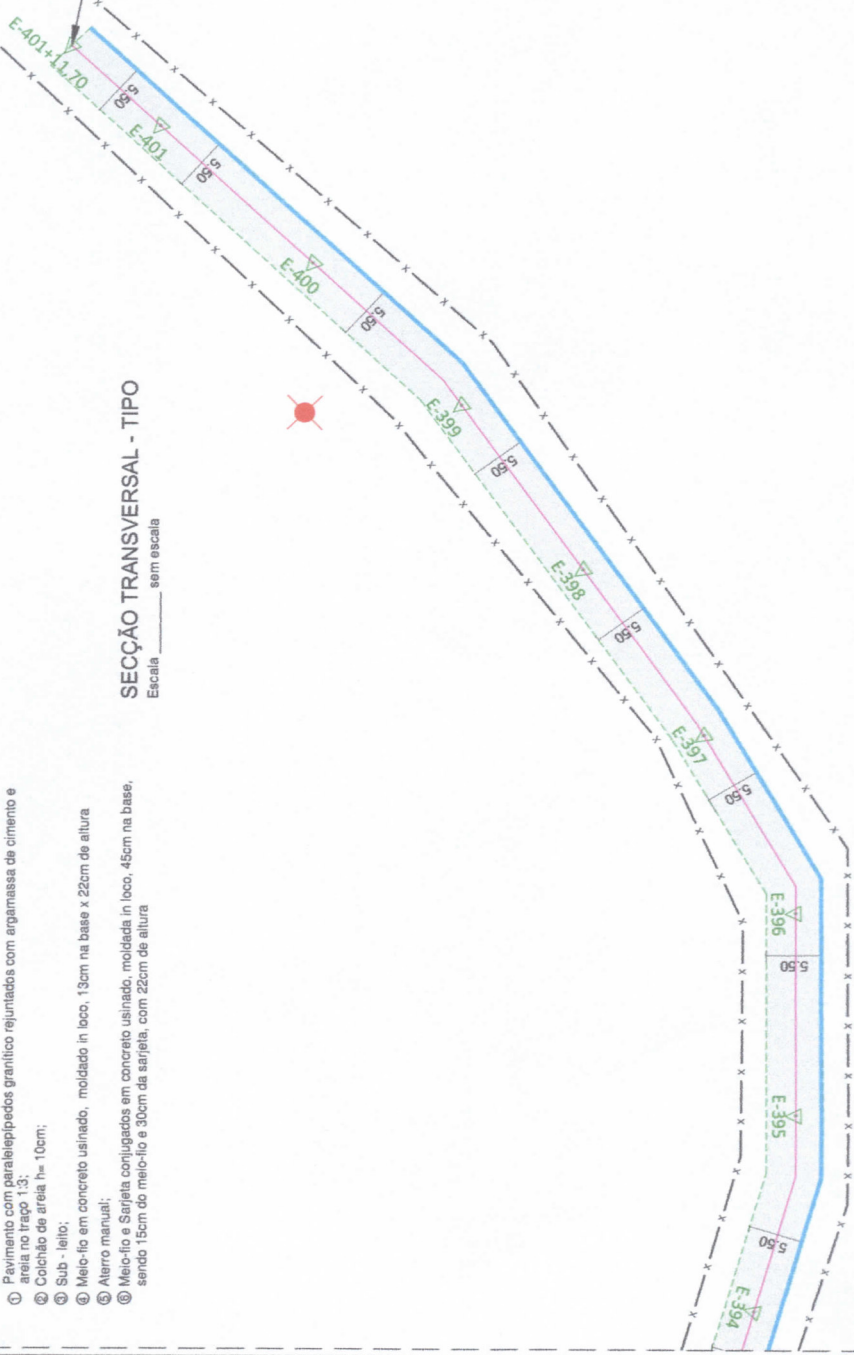 ① Pavimento com paralelepípedos granítico rejuntados com argamassa de cimento e
areia no traço 1:3;
② Colchão de areia h= 10cm;
③ Sub - leito;
④ Meio-fio em concreto usinado, moldado in loco, 13cm na base x 22cm de altura
⑤ Aterro manual;
⑥ Meio-fio e Sarjeta conjugados em concreto usinado, moldada in loco, 45cm na base,
sendo 15cm do meio-fio e 30cm da sarjeta, com 22cm de altura
SECÇÃO TRANSVERSAL - TIPO
Escala ________ sem escala
E-394
5.50
E-395
5.50
E-396
5.50
E-397
5.50
E-398
5.50
E-399
5.50
E-400
5.50
E-401
5.50
E-401+11,70